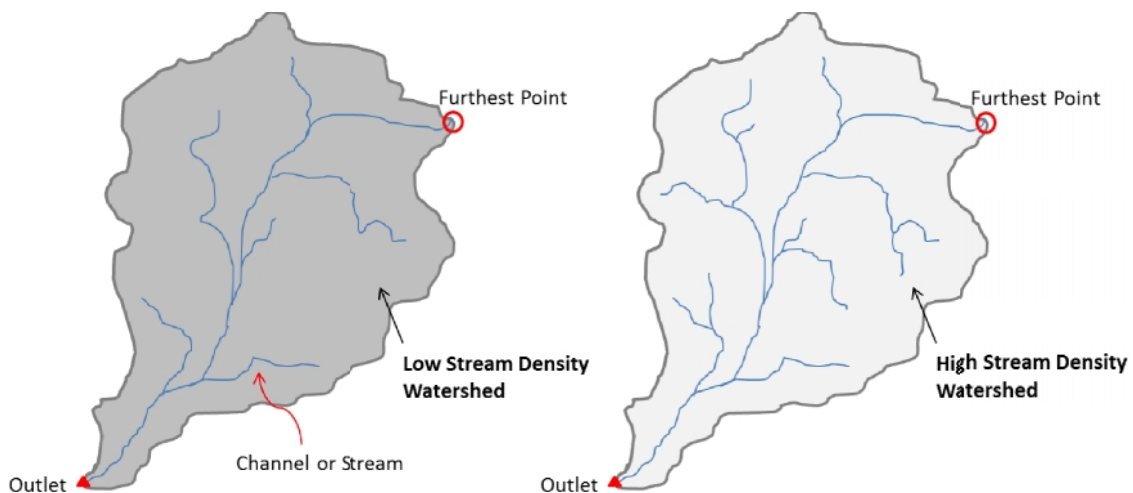 Furthest Point
Low Stream Density
Watershed
Channel or Stream
Outlet
Furthest Point
High Stream Density
Watershed
Outlet